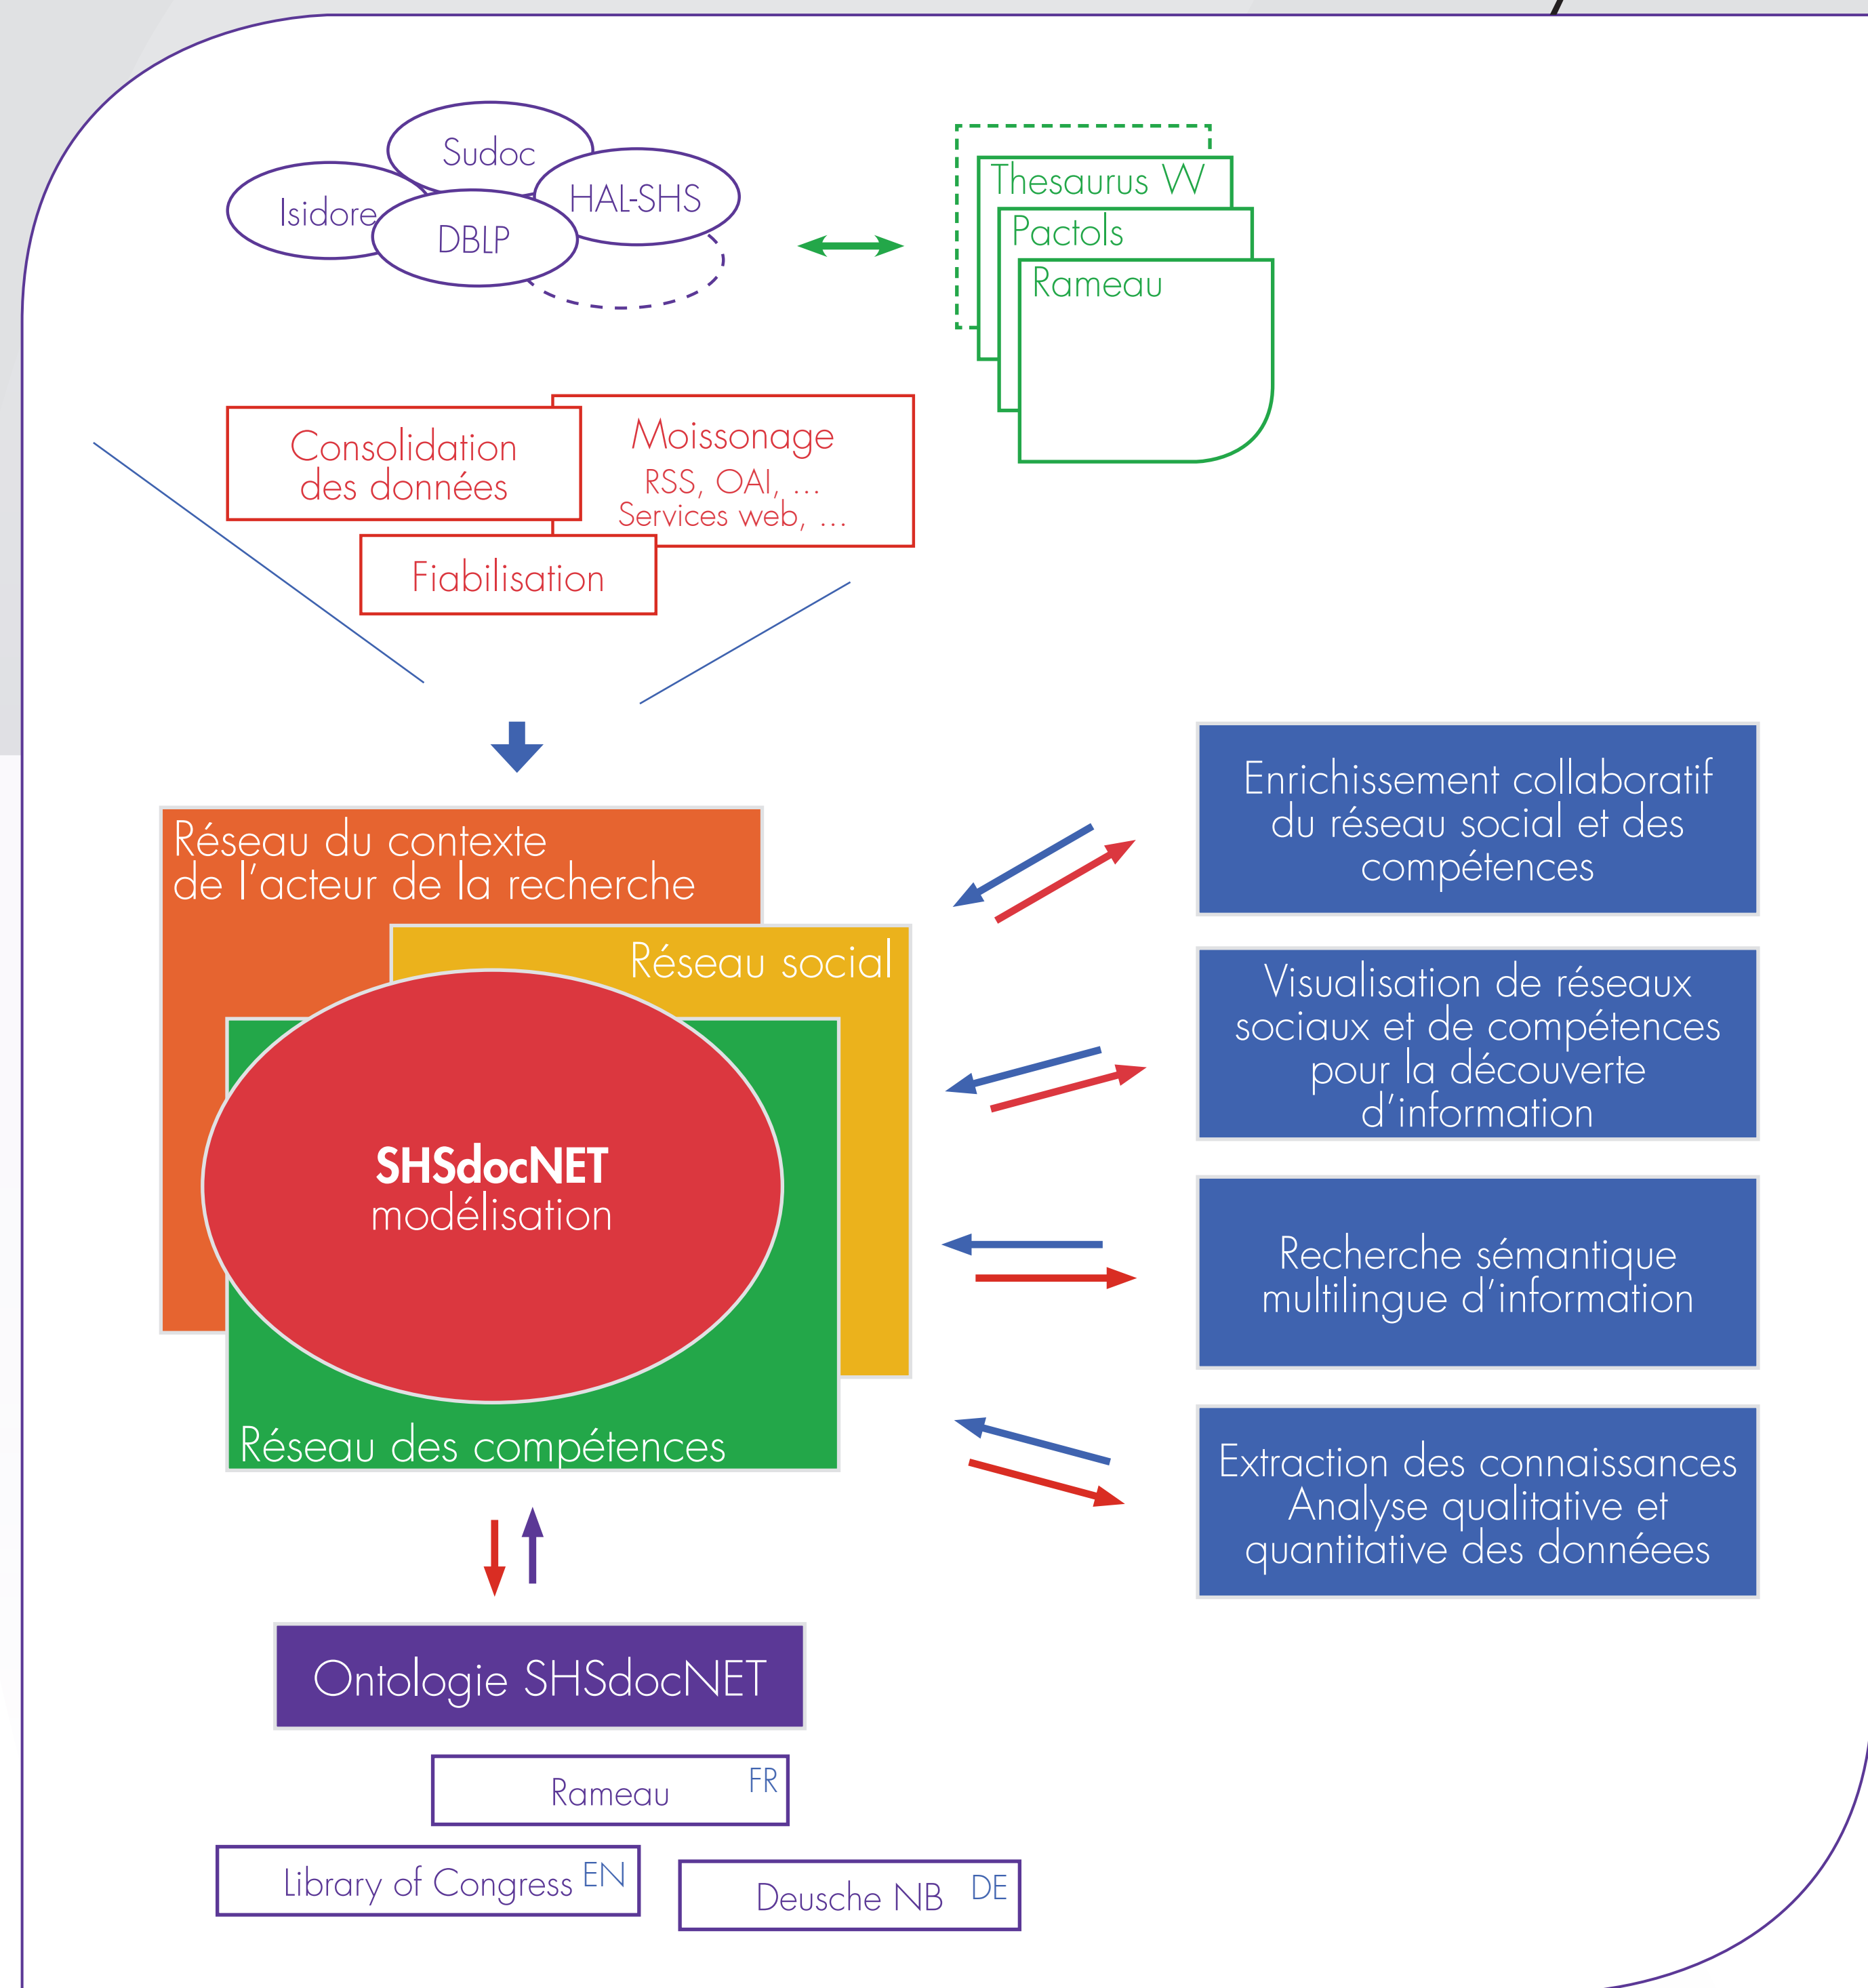 Sudoc
Isidore
HAL-SHS
DBLP
Thesaurus W
Pactols
Rameau
Consolidation
des données
Moissonage
RSS, OAI, ...
Services web, ...
Fiabilisation
Réseau du contexte
de l'acteur de la recherche
Réseau social
SHSdocNET
modélisation
Réseau des compétences
Enrichissement collaboratif
du réseau social et des
compétences
Visualisation de réseaux
sociaux et de compétences
pour la découverte
d'information
Recherche sémantique
multilingue d'information
Extraction des connaissances
Analyse qualitative et
quantitative des donnéees
Ontologie SHSdocNET
Rameau FR
Library of Congress EN
Deusche NB DE